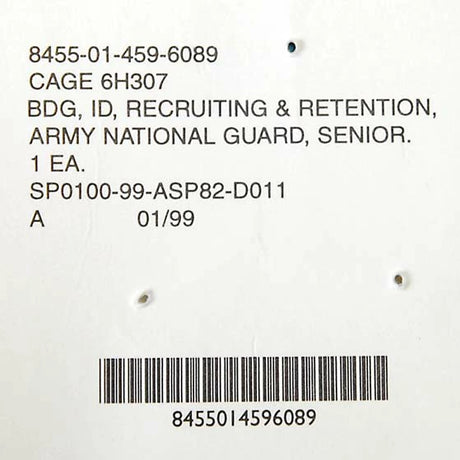 8455-01-459-6089
CAGE 6H307
BDG, ID, RECRUITING & RETENTION,
ARMY NATIONAL GUARD, SENIOR.
1 EA.
SP0100-99-ASP82-D011
A 01/99
8455014596089